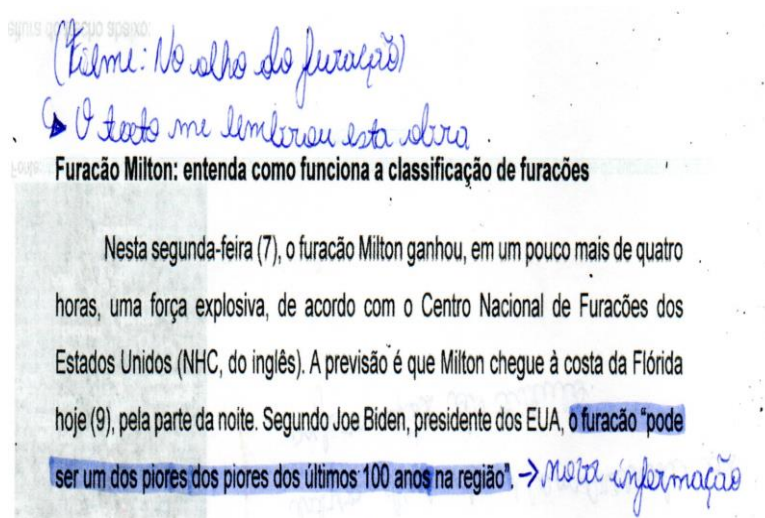 (Filme: No olho do furacão)
O texto me lembrou esta obra.
Furacão Milton: entenda como funciona a classificação de furacões
Nesta segunda-feira (7), o furacão Milton ganhou, em um pouco mais de quatro
horas, uma força explosiva, de acordo com o Centro Nacional de Furacões dos
Estados Unidos (NHC, do inglês). A previsão é que Milton chegue à costa da Flórida
hoje (9), pela parte da noite. Segundo Joe Biden, presidente dos EUA, o furacão “pode
ser um dos piores dos piores dos últimos 100 anos na região”. → nova informação